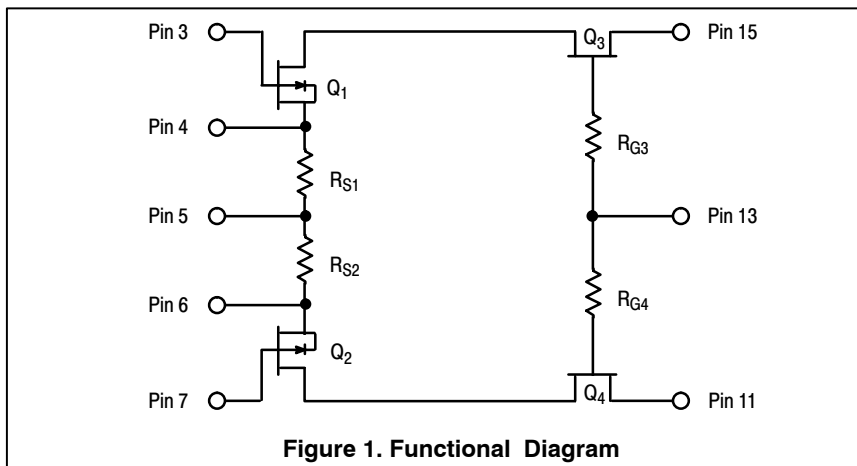 Pin 3
Q3
Pin 15
Q1
Pin 4
RG3
RS1
Pin 5
Pin 13
RS2
RG4
Pin 6
Q2
Pin 7
Q4
Pin 11
Figure 1. Functional Diagram